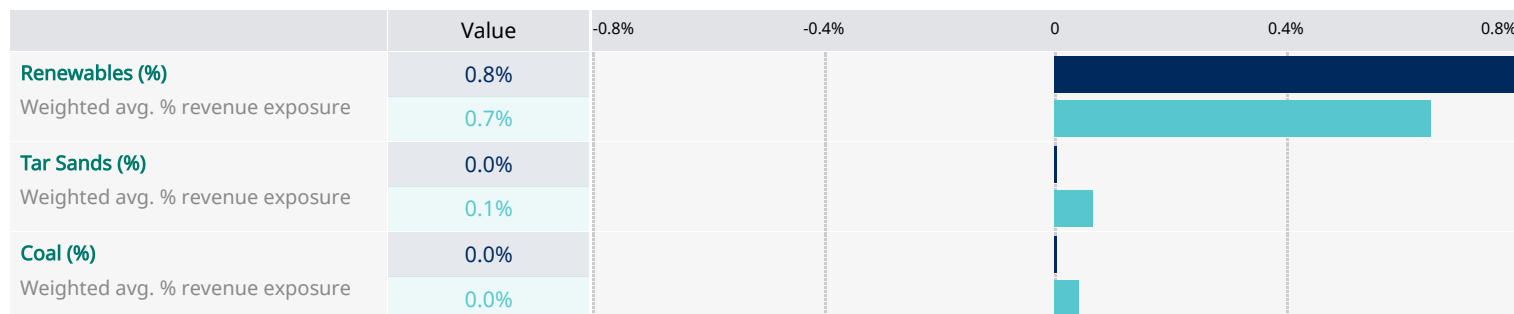 Value -0.8% -0.4% 0 0.4% 0.8%
Renewables (%) 0.8%
Weighted avg. % revenue exposure 0.7%
Tar Sands (%) 0.0%
Weighted avg. % revenue exposure 0.1%
Coal (%) 0.0%
Weighted avg. % revenue exposure 0.0%